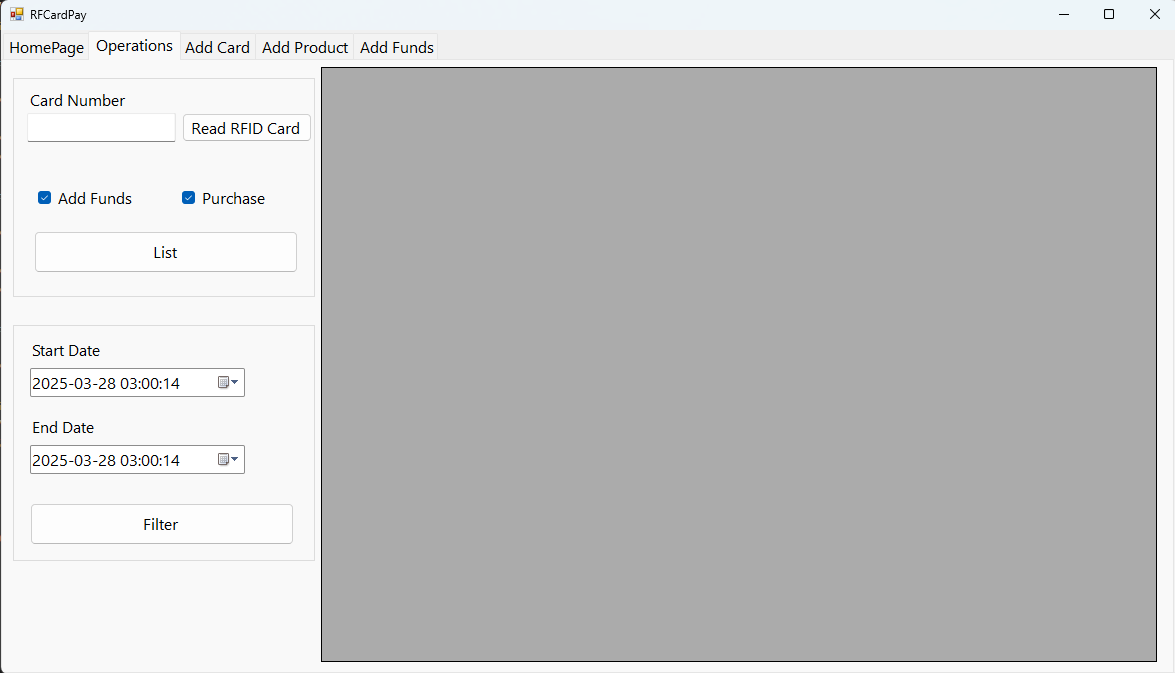 RFCardPay
HomePage Operations Add Card Add Product Add Funds
Card Number
Read RFID Card
Add Funds Purchase
List
Start Date
2025-03-28 03:00:14
End Date
2025-03-28 03:00:14
Filter